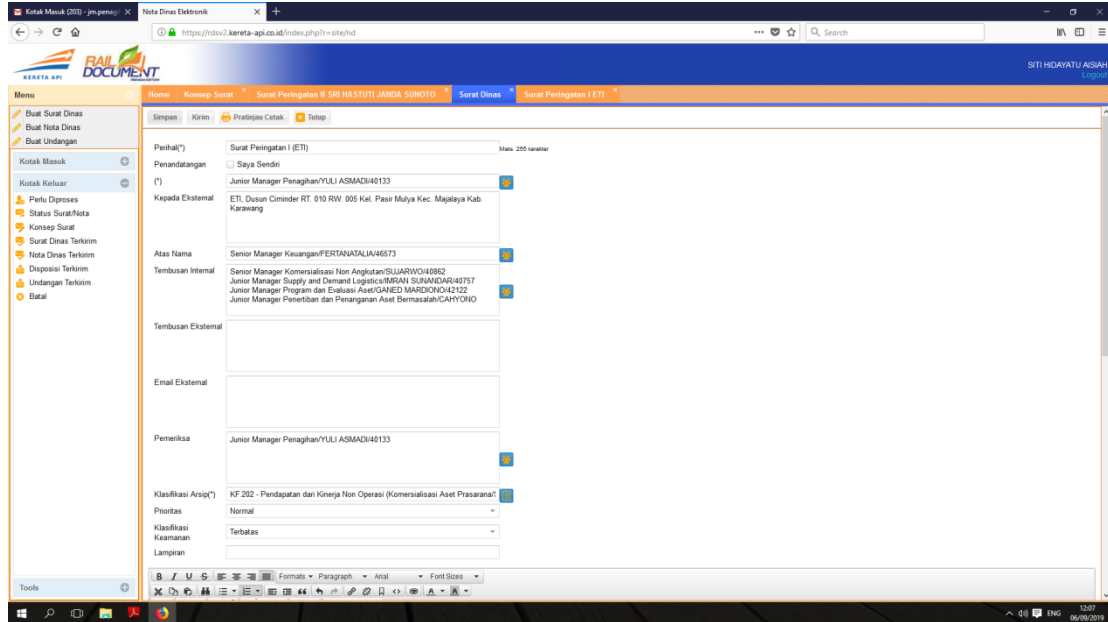 Kotak Masuk (203) - jm.penagi
Nota Dinas Elektronik
https://rdsv2.kereta-api.co.id/index.php?r=site/nd
Search
KERETA API
RAIL DOCUMENT
SITI HIDAYATU AISIAH
Logout
Menu
Home
Konsep Surat
Surat Peringatan II SRI HASTUTI JANDA SUNOTO
Surat Dinas
Surat Peringatan I ETI
Buat Surat Dinas
Buat Nota Dinas
Buat Undangan
Kotak Masuk
Kotak Keluar
Perlu Diproses
Status Surat/Nota
Konsep Surat
Surat Dinas Terkirim
Nota Dinas Terkirim
Disposisi Terkirim
Undangan Terkirim
Batal
Tools
Simpan Kirim Pratinjas Cetak Tutup
Perihal(*) Surat Peringatan I (ETI) Maks. 255 karakter
Penandatangan Saya Sendiri
(*) Junior Manager Penagihan/YULI ASMADI/40133
Kepada Eksternal ETI, Dusun Ciminder RT. 010 RW. 005 Kel. Pasir Mulya Kec. Majalaya Kab.
Karawang
Atas Nama Senior Manager Keuangan/FERTANATALIA/46573
Tembusan Internal Senior Manager Komersialisasi Non Angkutan/SUJARWO/40862
Junior Manager Supply and Demand Logistics/IMRAN SUNANDAR/40757
Junior Manager Program dan Evaluasi Aset/GANED MARDIONO/42122
Junior Manager Penertiban dan Penanganan Aset Bermasalah/CAHYONO
Tembusan Eksternal
Email Eksternal
Pemeriksa Junior Manager Penagihan/YULI ASMADI/40133
Klasifikasi Arsip(*) KF.202 - Pendapatan dari Kinerja Non Operasi (Komersialisasi Aset Prasarana/
Prioritas Normal
Klasifikasi
Keamanan Terbatas
Lampiran
B I U S Formats Paragraph Arial Font Sizes
A A
ENG
12:07
06/09/2019